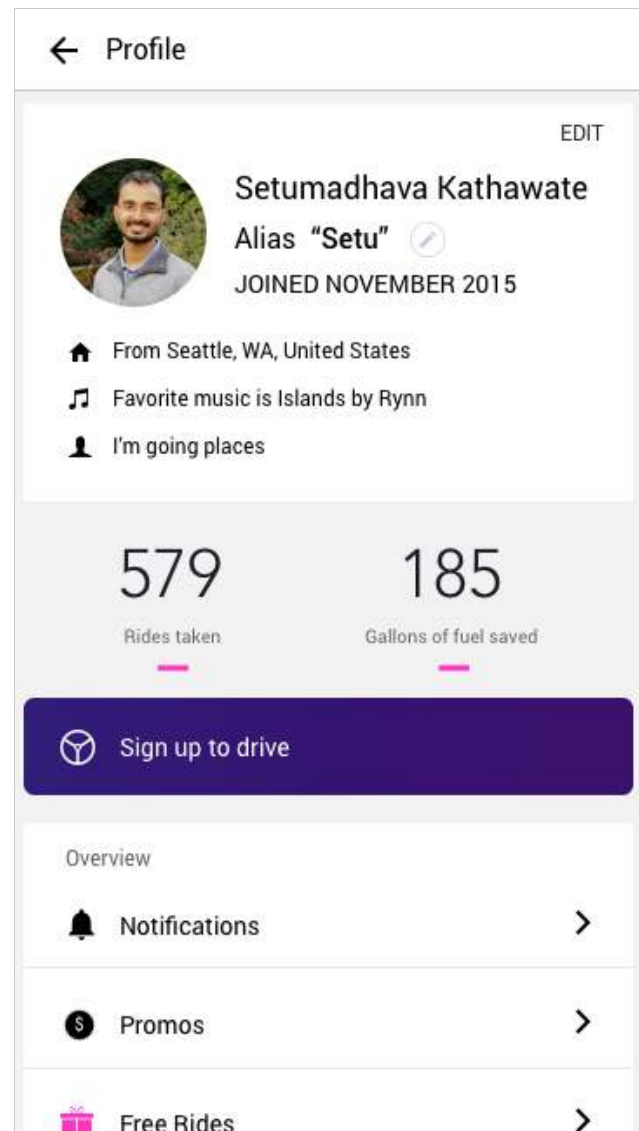 Profile
EDIT
Setumadhava Kathawate
Alias “Setu”
JOINED NOVEMBER 2015
From Seattle, WA, United States
Favorite music is Islands by Rynn
I'm going places
579 185
Rides taken Gallons of fuel saved
Sign up to drive
Overview
Notifications
$ Promos
Free Rides